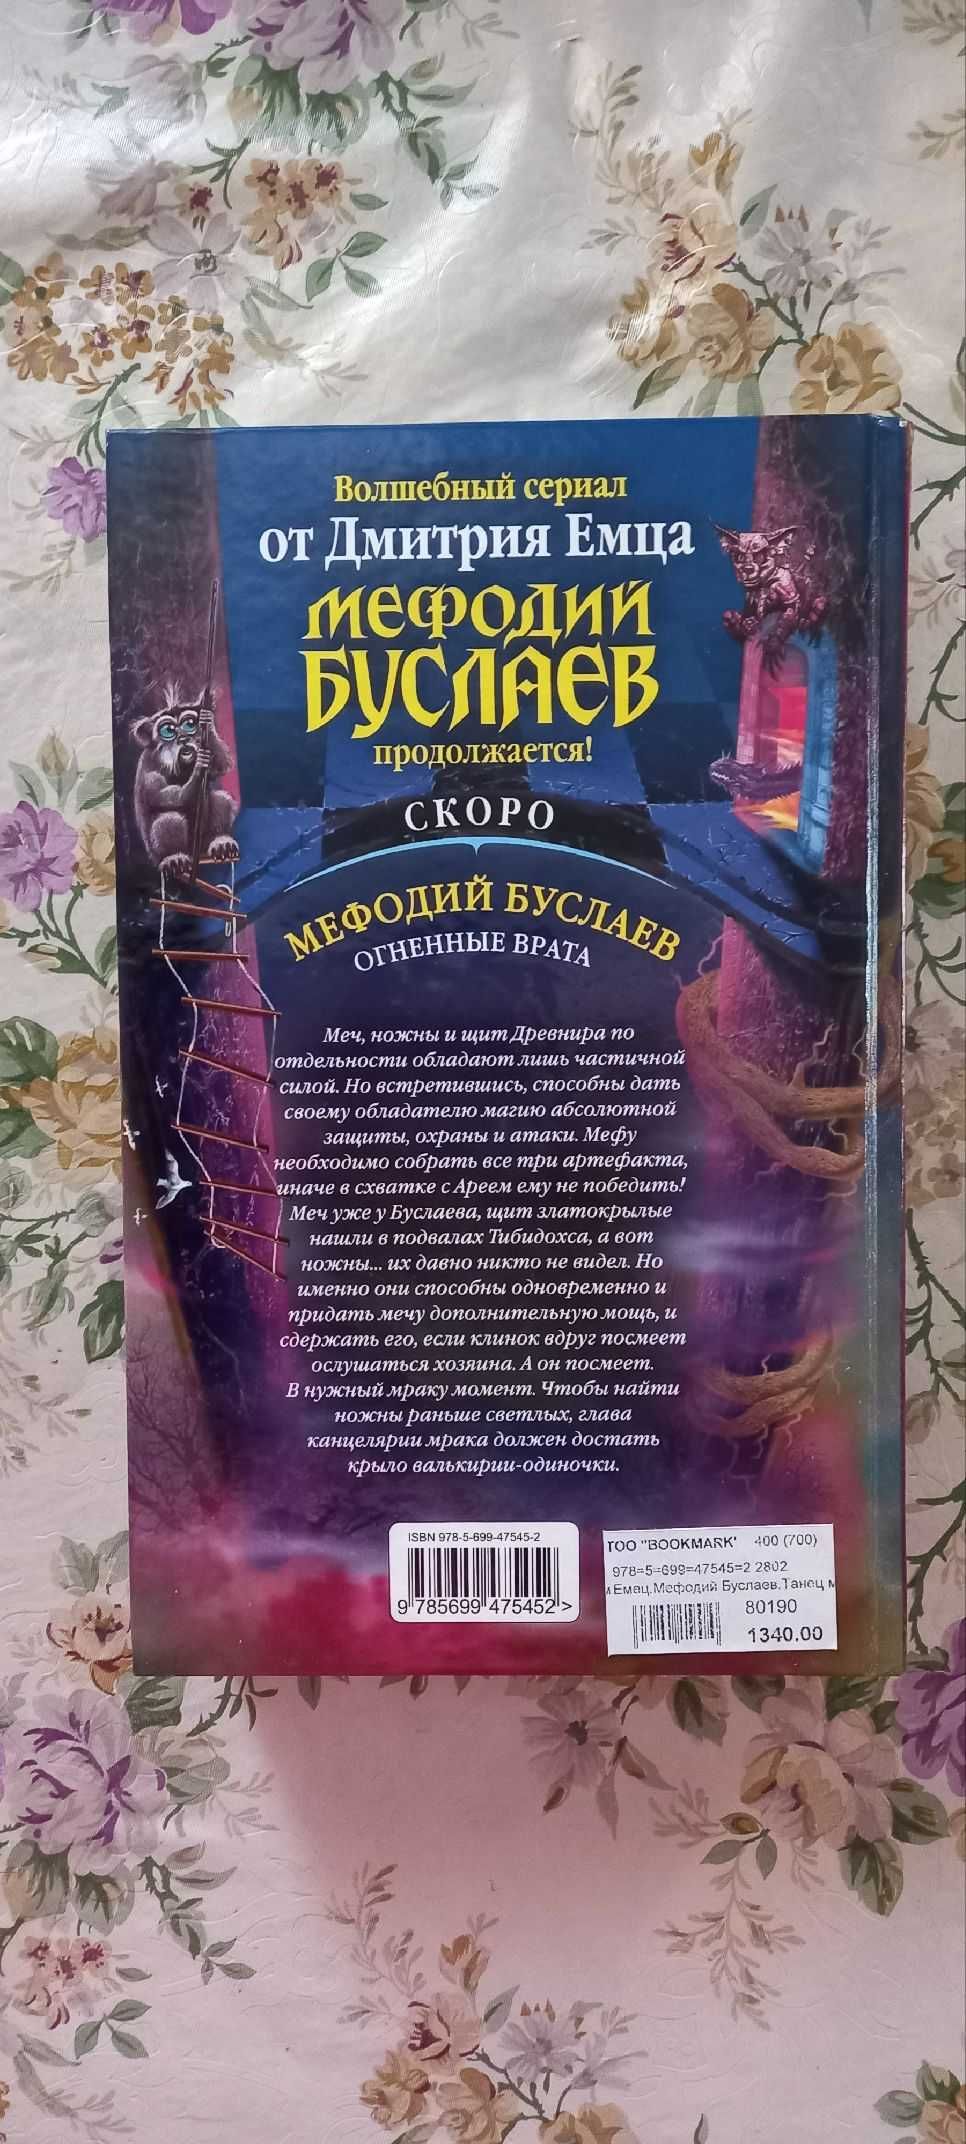 Волшебный сериал
от Дмитрия Емца
Мефодий
Буслаев
продолжается!
СКОРО
МЕФОДИЙ БУСЛАЕВ
ОГНЕННЫЕ ВРАТА
Меч, ножны и щит Древнира по
отдельности обладают лишь частичной
силой. Но встретившись, способны дать
своему обладателю магию абсолютной
защиты, охраны и атаки. Мефу
необходимо собрать все три артефакта,
иначе в схватке с Ареем ему не победить!
Меч уже у Буслаева, щит златокрылые
нашли в подвалах Тибидохса, а вот
ножны... их давно никто не видел. Но
именно они способны одновременно и
придать мечу дополнительную мощь, и
сдержать его, если клинок вдруг посмеет
ослушаться хозяина. А он посмеет.
В нужный мраку момент. Чтобы найти
ножны раньше светлых, глава
канцелярии мрака должен достать
крыло валькирии-одиночки.
ISBN 978-5-699-47545-2
9 785699 475452 >
ТОО "BOOKMARK" 400 (700)
978=5=699=47545=2 2802
Емец.Мефодий Буслаев.Танец м
80190
1340.00